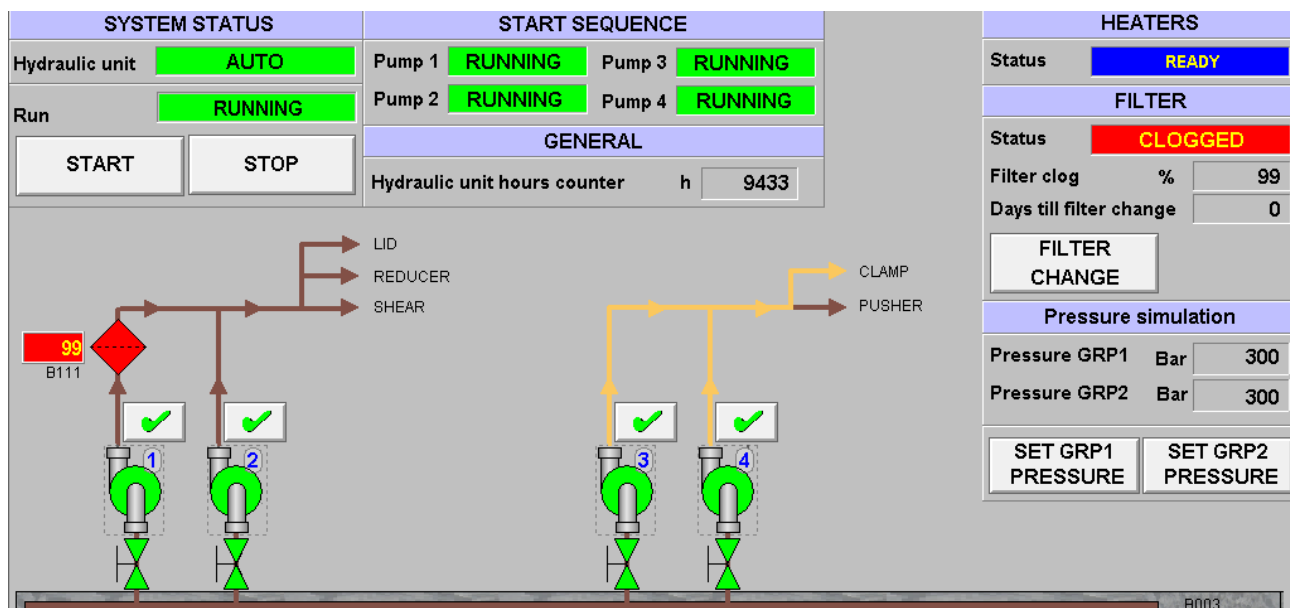 SYSTEM STATUS
Hydraulic unit AUTO
Run RUNNING
START STOP
START SEQUENCE
Pump 1 RUNNING Pump 3 RUNNING
Pump 2 RUNNING Pump 4 RUNNING
GENERAL
Hydraulic unit hours counter h 9433
HEATERS
Status READY
FILTER
Status CLOGGED
Filter clog % 99
Days till filter change 0
FILTER
CHANGE
Pressure simulation
Pressure GRP1 Bar 300
Pressure GRP2 Bar 300
SET GRP1
PRESSURE
SET GRP2
PRESSURE
LID
REDUCER
SHEAR
CLAMP
PUSHER
99
B111
1 2 3 4
B003